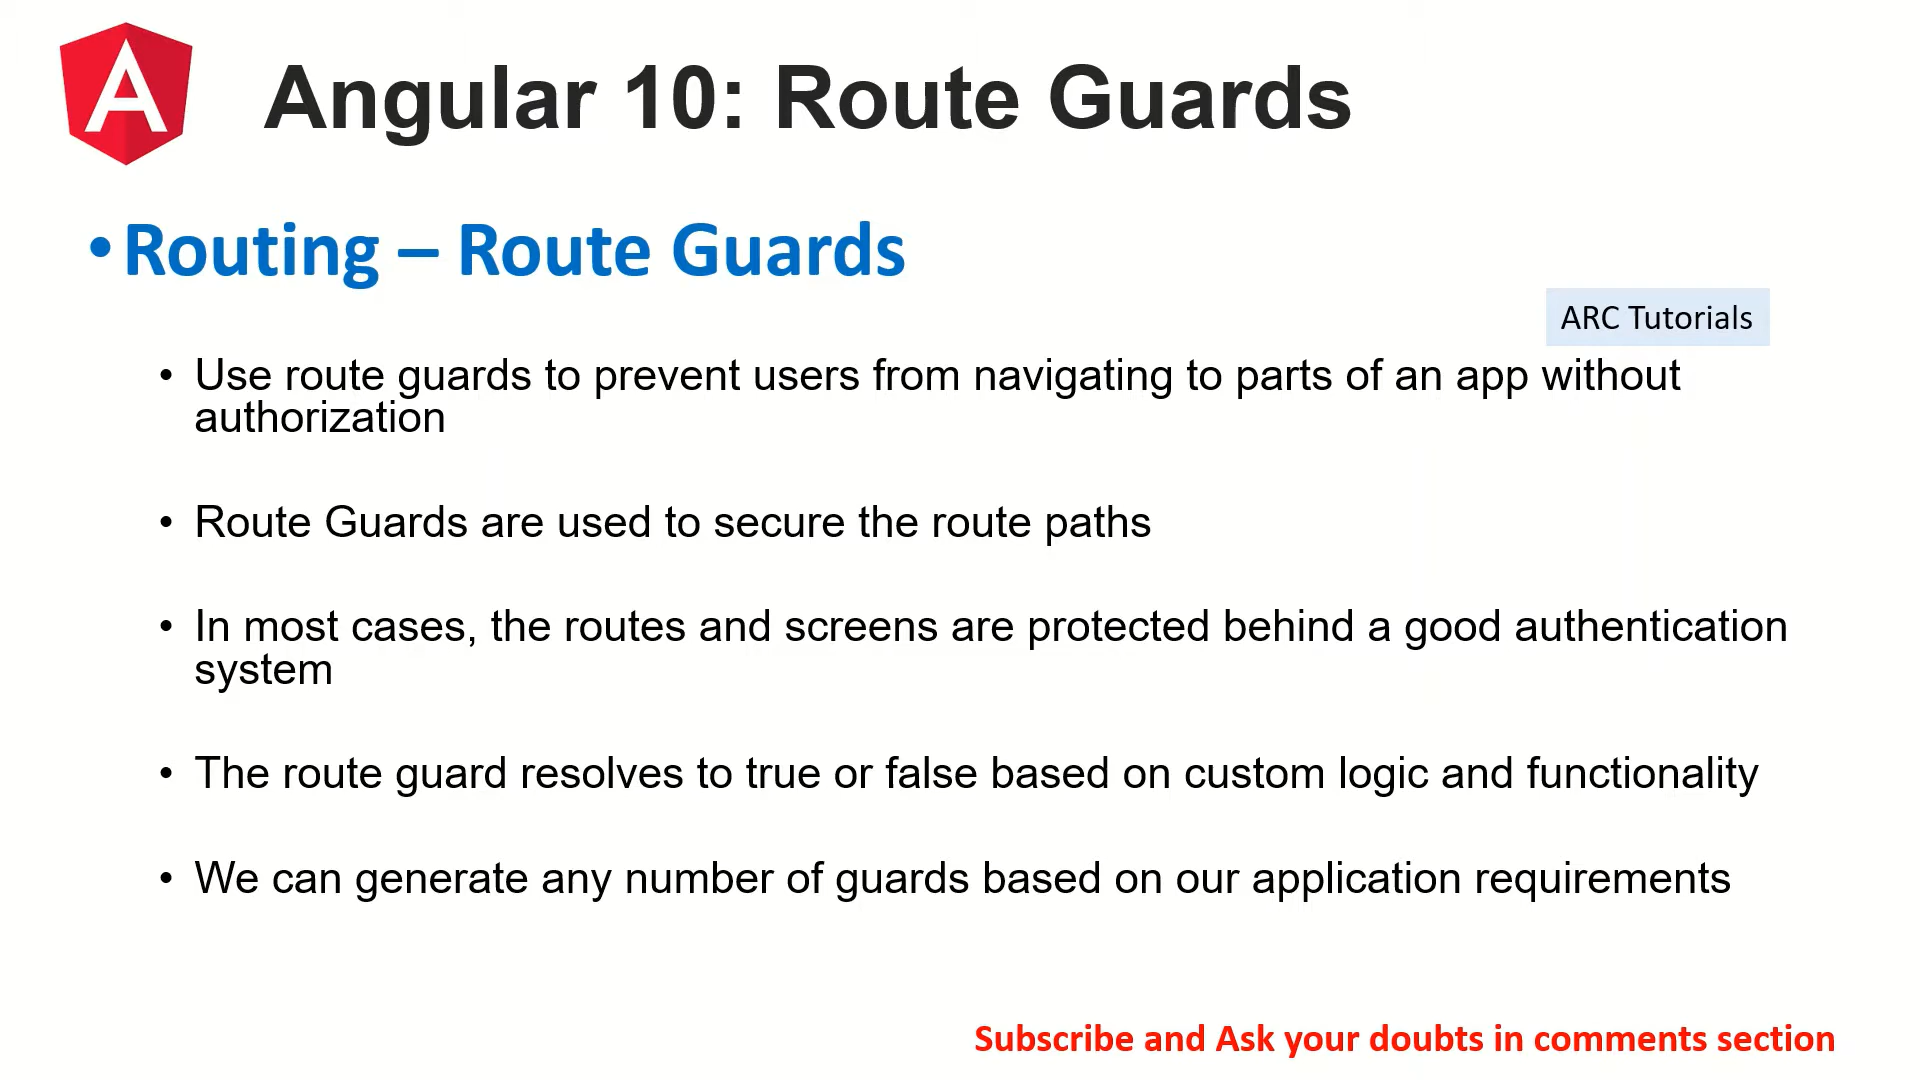 Angular 10: Route Guards
• Routing – Route Guards
ARC Tutorials
• Use route guards to prevent users from navigating to parts of an app without
authorization
• Route Guards are used to secure the route paths
• In most cases, the routes and screens are protected behind a good authentication
system
• The route guard resolves to true or false based on custom logic and functionality
• We can generate any number of guards based on our application requirements
Subscribe and Ask your doubts in comments section